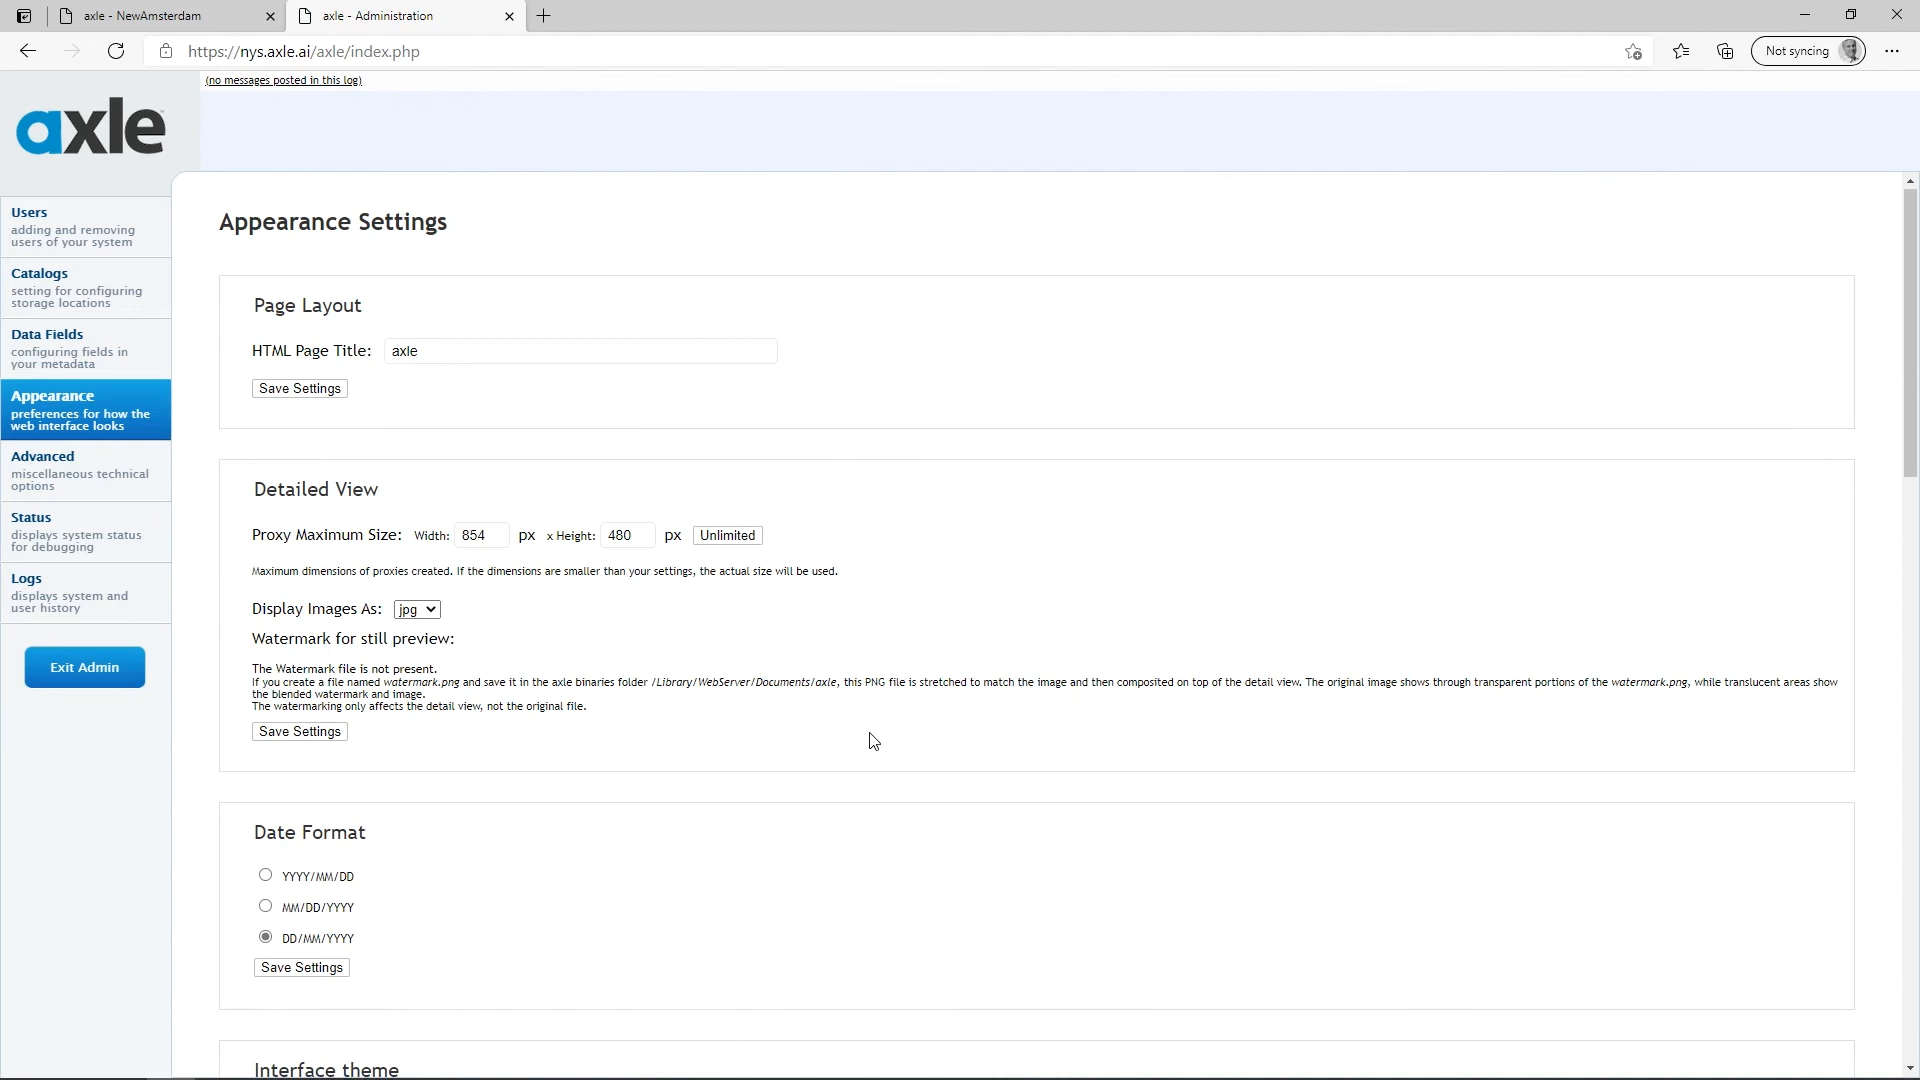 axle - NewAmsterdam
axle - Administration
https://nys.axle.ai/axle/index.php
Not syncing
(no messages posted in this log)
axle
Users
adding and removing
users of your system
Catalogs
setting for configuring
storage locations
Data Fields
configuring fields in
your metadata
Appearance
preferences for how the
web interface looks
Advanced
miscellaneous technical
options
Status
displays system status
for debugging
Logs
displays system and
user history
Exit Admin
Appearance Settings
Page Layout
HTML Page Title: axle
Save Settings
Detailed View
Proxy Maximum Size: Width: 854 px x Height: 480 px Unlimited
Maximum dimensions of proxies created. If the dimensions are smaller than your settings, the actual size will be used.
Display Images As: jpg
Watermark for still preview:
The Watermark file is not present.
If you create a file named watermark.png and save it in the axle binaries folder /Library/WebServer/Documents/axle, this PNG file is stretched to match the image and then composited on top of the detail view. The original image shows through transparent portions of the watermark.png, while translucent areas show
the blended watermark and image.
The watermarking only affects the detail view, not the original file.
Save Settings
Date Format
YYYY/MM/DD
MM/DD/YYYY
DD/MM/YYYY
Save Settings
Interface theme